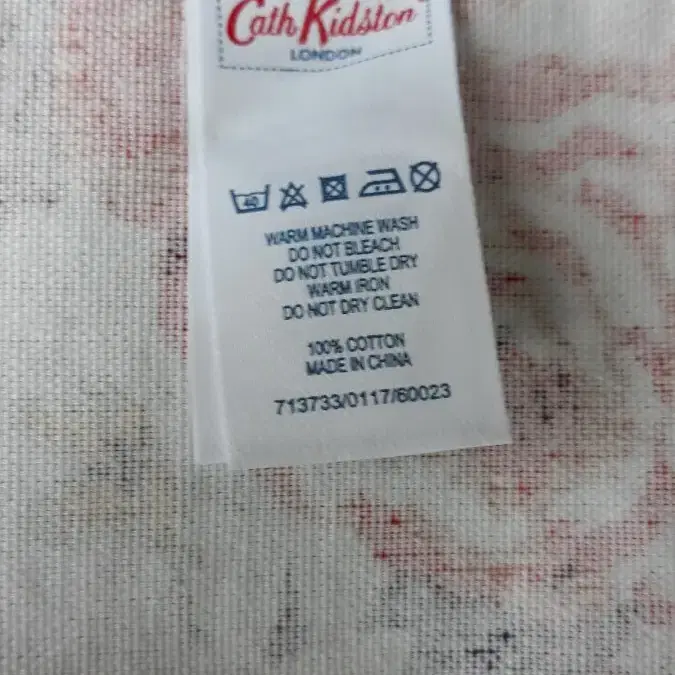 Cath Kidston
LONDON
40
WARM MACHINE WASH
DO NOT BLEACH
DO NOT TUMBLE DRY
WARM IRON
DO NOT DRY CLEAN
100% COTTON
MADE IN CHINA
713733/0117/60023